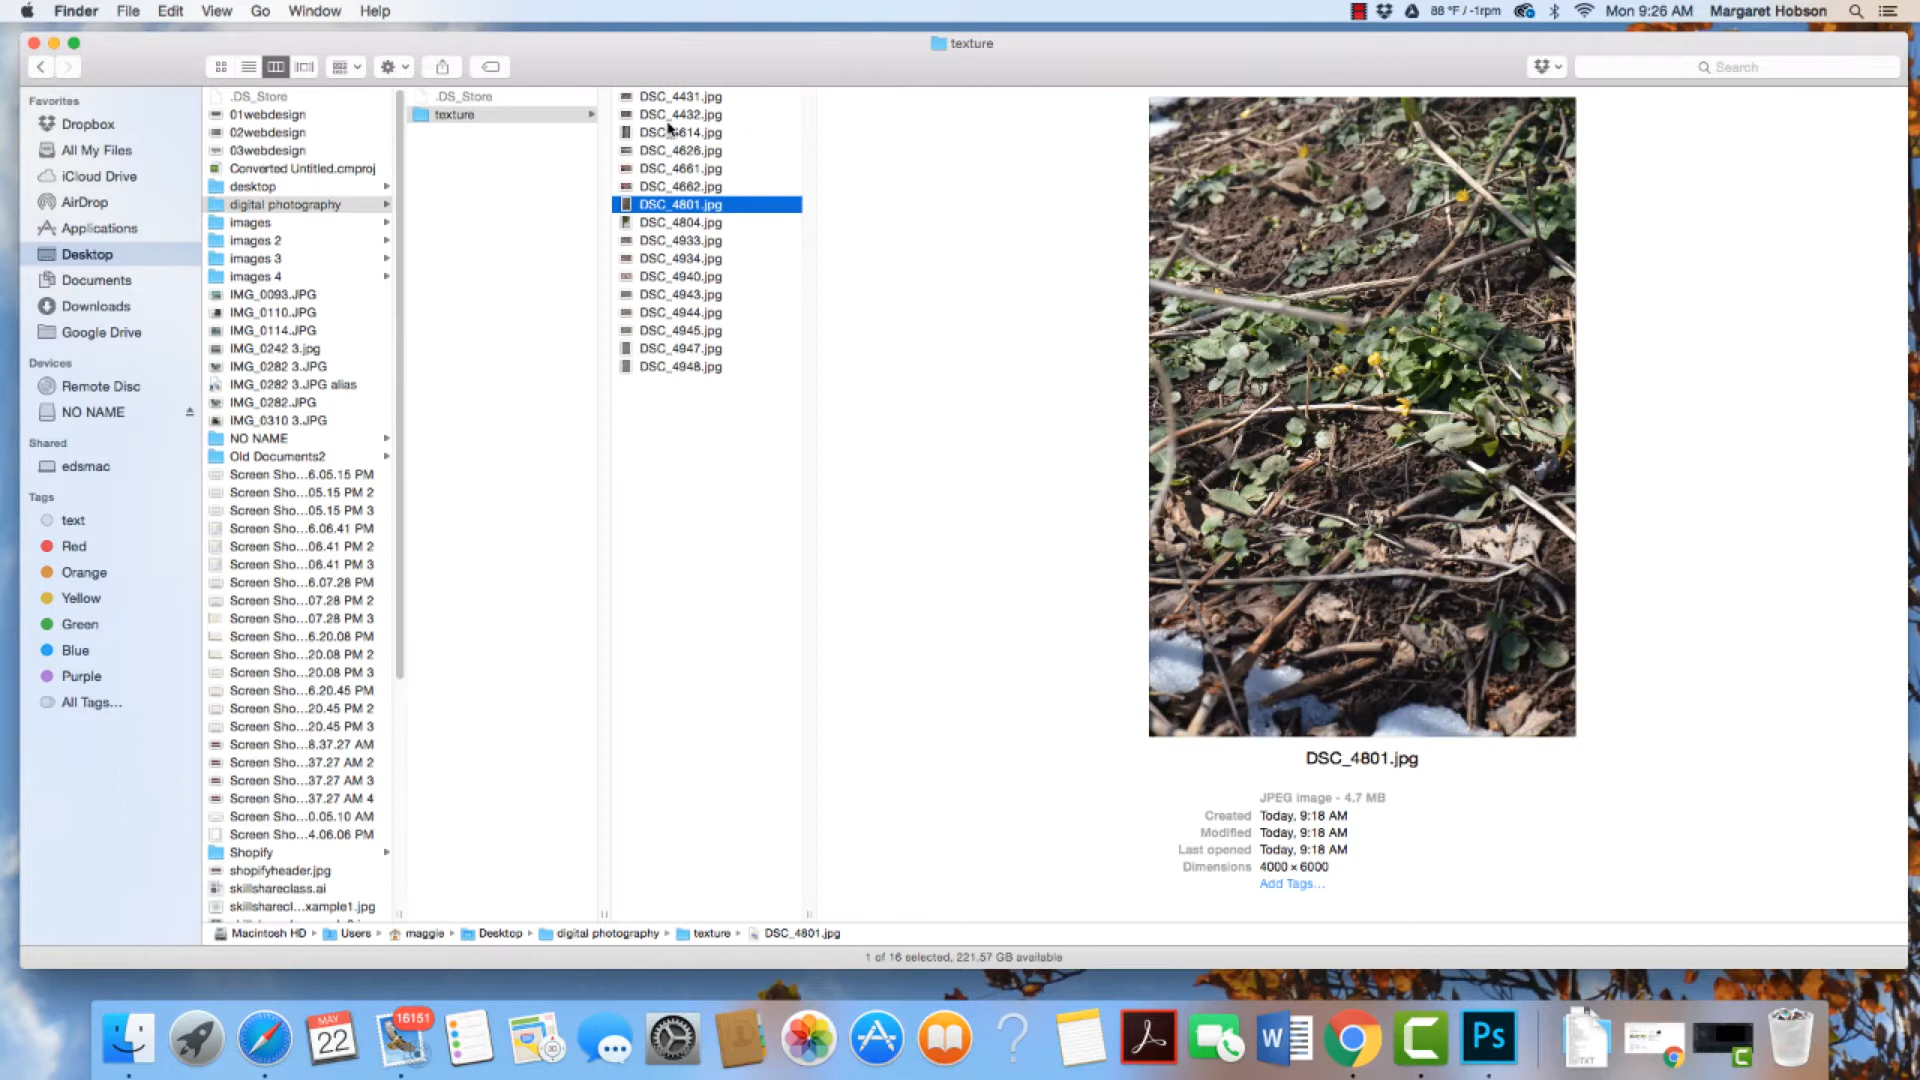 Finder File Edit View Go Window Help 88 °F / -1rpm Mon 9:26 AM Margaret Hobson
texture
Search
Favorites
Dropbox
All My Files
iCloud Drive
AirDrop
Applications
Desktop
Documents
Downloads
Google Drive
Devices
Remote Disc
NO NAME
Shared
edsmac
Tags
text
Red
Orange
Yellow
Green
Blue
Purple
All Tags...
.DS_Store
01webdesign
02webdesign
03webdesign
Converted Untitled.cmproj
desktop
digital photography
images
images 2
images 3
images 4
IMG_0093.JPG
IMG_0110.JPG
IMG_0114.JPG
IMG_0242 3.jpg
IMG_0282 3.JPG
IMG_0282 3.JPG alias
IMG_0282.JPG
IMG_0310 3.JPG
NO NAME
Old Documents2
Screen Sho...6.05.15 PM
Screen Sho...05.15 PM 2
Screen Sho...05.15 PM 3
Screen Sho...6.06.41 PM
Screen Sho...06.41 PM 2
Screen Sho...06.41 PM 3
Screen Sho...6.07.28 PM
Screen Sho...07.28 PM 2
Screen Sho...07.28 PM 3
Screen Sho...6.20.08 PM
Screen Sho...20.08 PM 2
Screen Sho...20.08 PM 3
Screen Sho...6.20.45 PM
Screen Sho...20.45 PM 2
Screen Sho...20.45 PM 3
Screen Sho...8.37.27 AM
Screen Sho...37.27 AM 2
Screen Sho...37.27 AM 3
Screen Sho...37.27 AM 4
Screen Sho...0.05.10 AM
Screen Sho...4.06.06 PM
Shopify
shopifyheader.jpg
skillshareclass.ai
skillsharecl...xample1.jpg
.DS_Store
texture
DSC_4431.jpg
DSC_4432.jpg
DSC_4614.jpg
DSC_4626.jpg
DSC_4661.jpg
DSC_4662.jpg
DSC_4801.jpg
DSC_4804.jpg
DSC_4933.jpg
DSC_4934.jpg
DSC_4940.jpg
DSC_4943.jpg
DSC_4944.jpg
DSC_4945.jpg
DSC_4947.jpg
DSC_4948.jpg
DSC_4801.jpg
JPEG image - 4.7 MB
Created Today, 9:18 AM
Modified Today, 9:18 AM
Last opened Today, 9:18 AM
Dimensions 4000 × 6000
Add Tags...
Macintosh HD Users maggie Desktop digital photography texture DSC_4801.jpg
1 of 16 selected, 221.57 GB available
MAY
22
16151
W
Ps
TXT